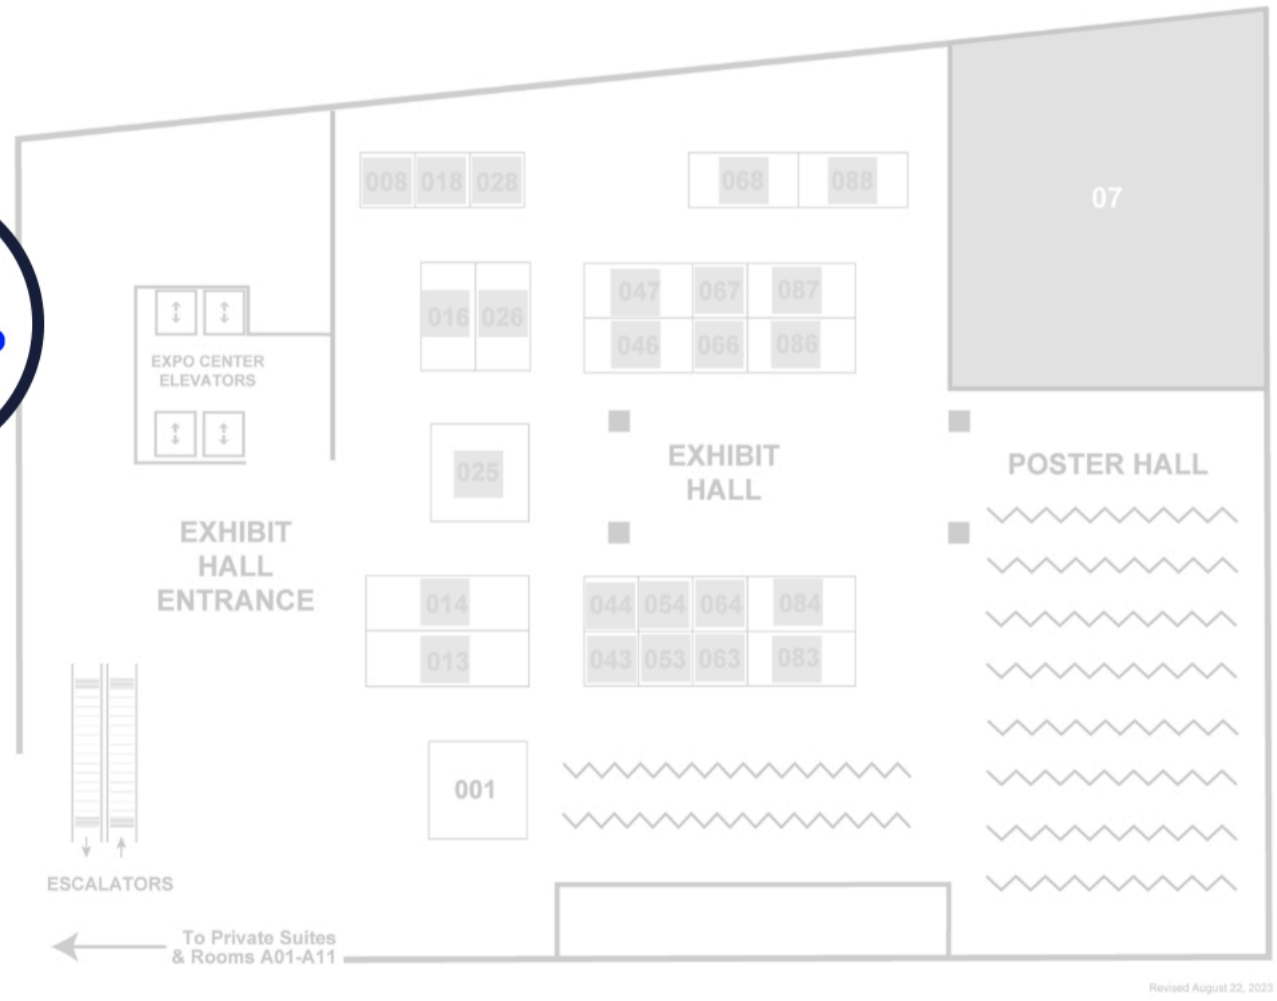 008 018 028
068 088
07
016 026
047 067 087
046 066 086
EXPO CENTER
ELEVATORS
025
EXHIBIT
HALL
POSTER HALL
EXHIBIT
HALL
ENTRANCE
014
013
044 054 064 084
043 053 063 083
001
ESCALATORS
To Private Suites
& Rooms A01-A11
Revised August 22, 2023